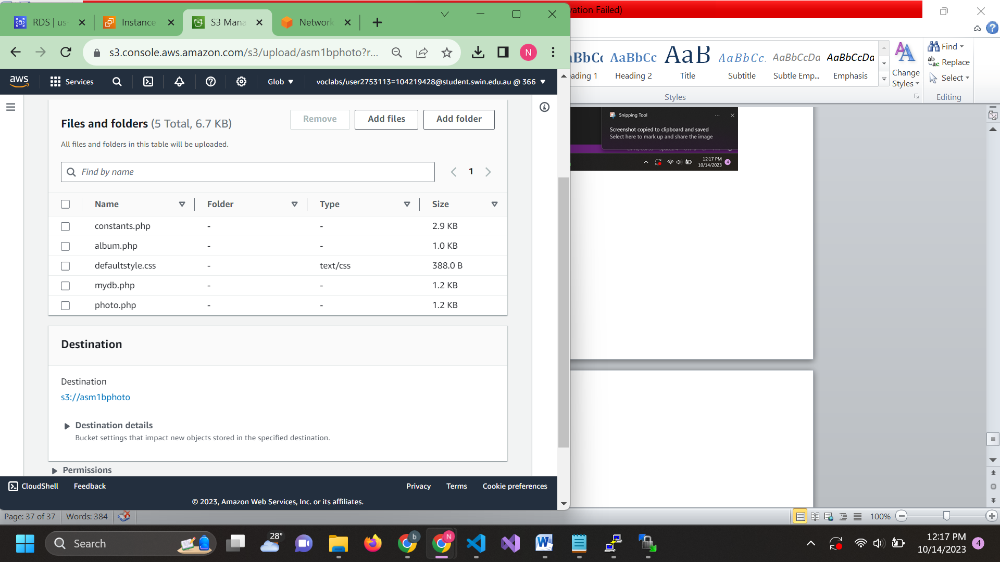 RDS | us
Instance
S3 Mana
Network
vation Failed)
s3.console.aws.amazon.com/s3/upload/asm1bphoto?r...
N
aws
Services
Glob
voclabs/user2753113=104219428@student.swin.edu.au @ 366
Files and folders (5 Total, 6.7 KB)
Remove
Add files
Add folder
All files and folders in this table will be uploaded.
Find by name
1
Name
Folder
Type
Size
constants.php - - 2.9 KB
album.php - - 1.0 KB
defaultstyle.css - text/css 388.0 B
mydb.php - - 1.2 KB
photo.php - - 1.2 KB
Destination
Destination
s3://asm1bphoto
Destination details
Bucket settings that impact new objects stored in the specified destination.
Permissions
CloudShell
Feedback
Privacy
Terms
Cookie preferences
© 2023, Amazon Web Services, Inc. or its affiliates.
AaBbCc
AaB
AaBbCc.
AaBbCcDa
AaBbCcDa
eading 1
Heading 2
Title
Subtitle
Subtle Emp...
Emphasis
Change
Styles
Find
Replace
Select
Styles
Editing
Snipping Tool
Screenshot copied to clipboard and saved
Select here to mark up and share the image
12:17 PM
10/14/2023
4
Page: 37 of 37
Words: 384
100%
Search
28°
b
N
12:17 PM
10/14/2023
4